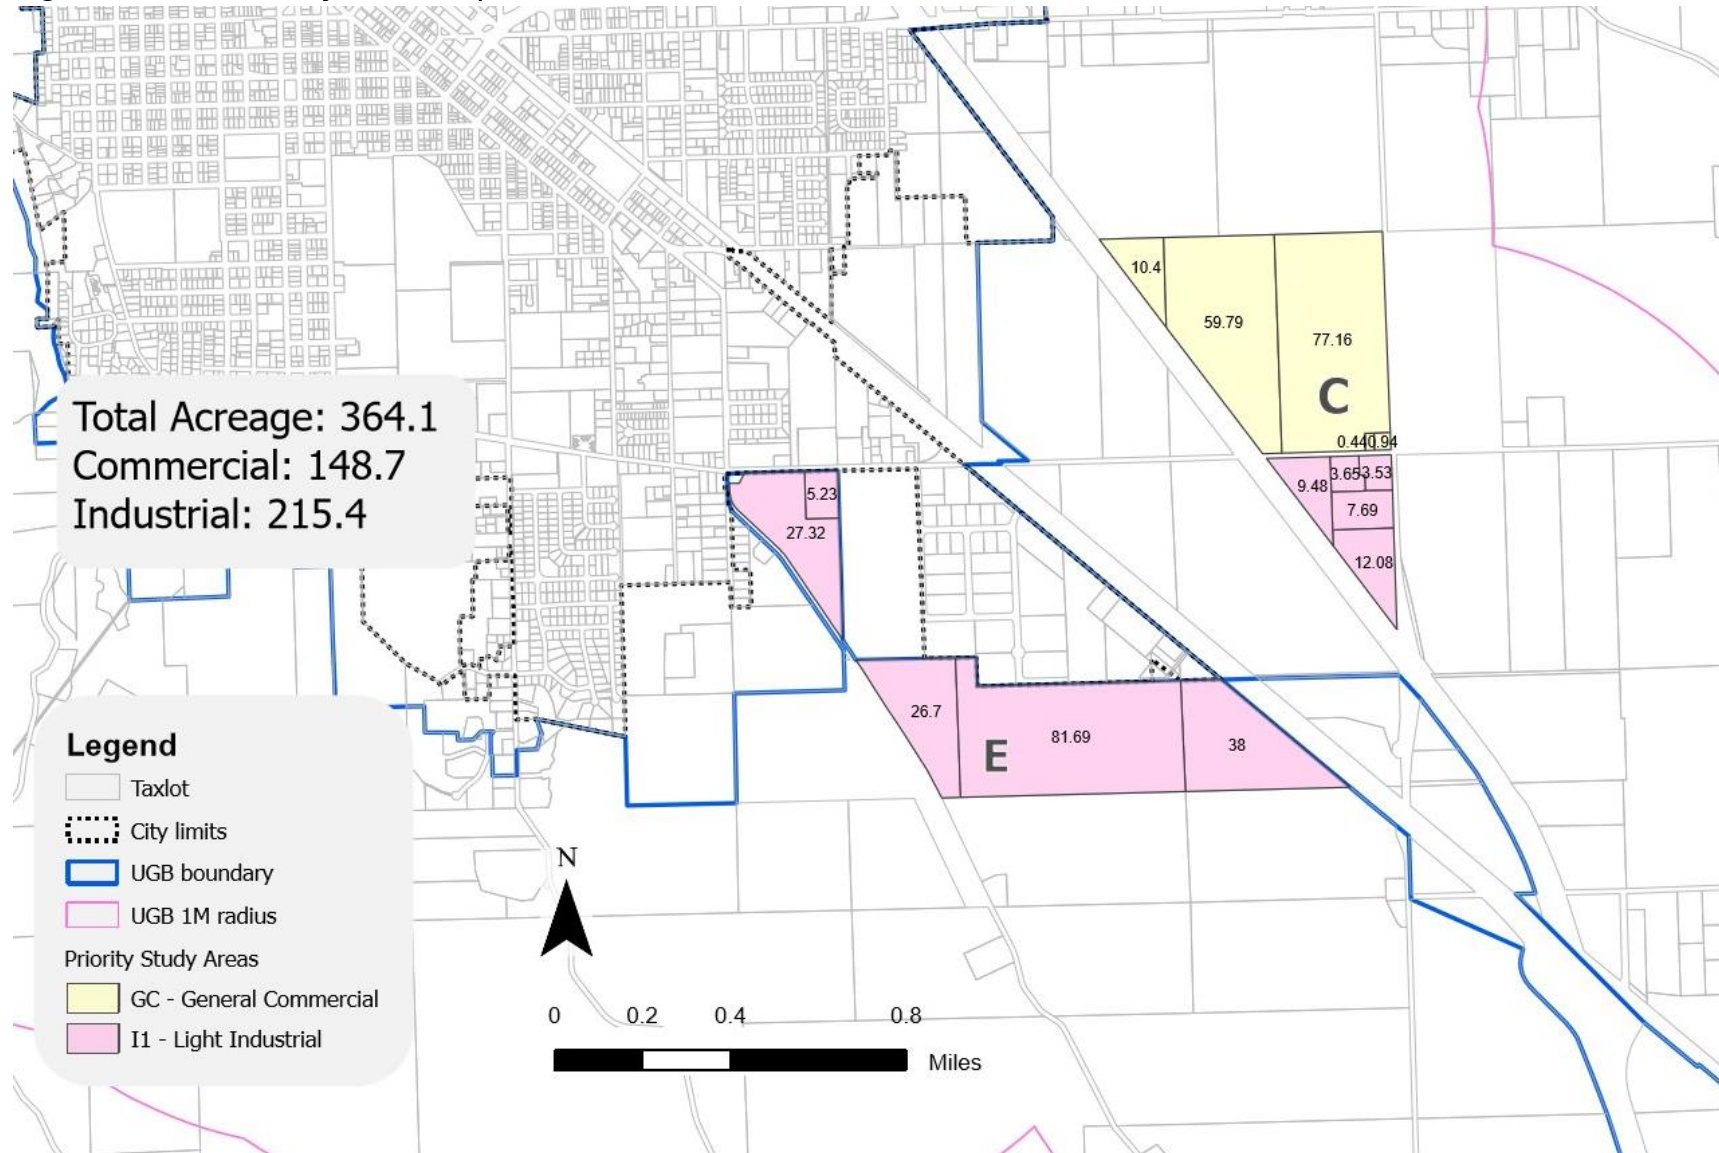 10.4
59.79
77.16
C
0.44
0.94
Total Acreage: 364.1
Commercial: 148.7
Industrial: 215.4
9.48
3.65
3.53
7.69
12.08
5.23
27.32
26.7
81.69
38
E
Legend
Taxlot
City limits
UGB boundary
UGB 1M radius
Priority Study Areas
GC - General Commercial
I1 - Light Industrial
N
0 0.2 0.4 0.8
Miles